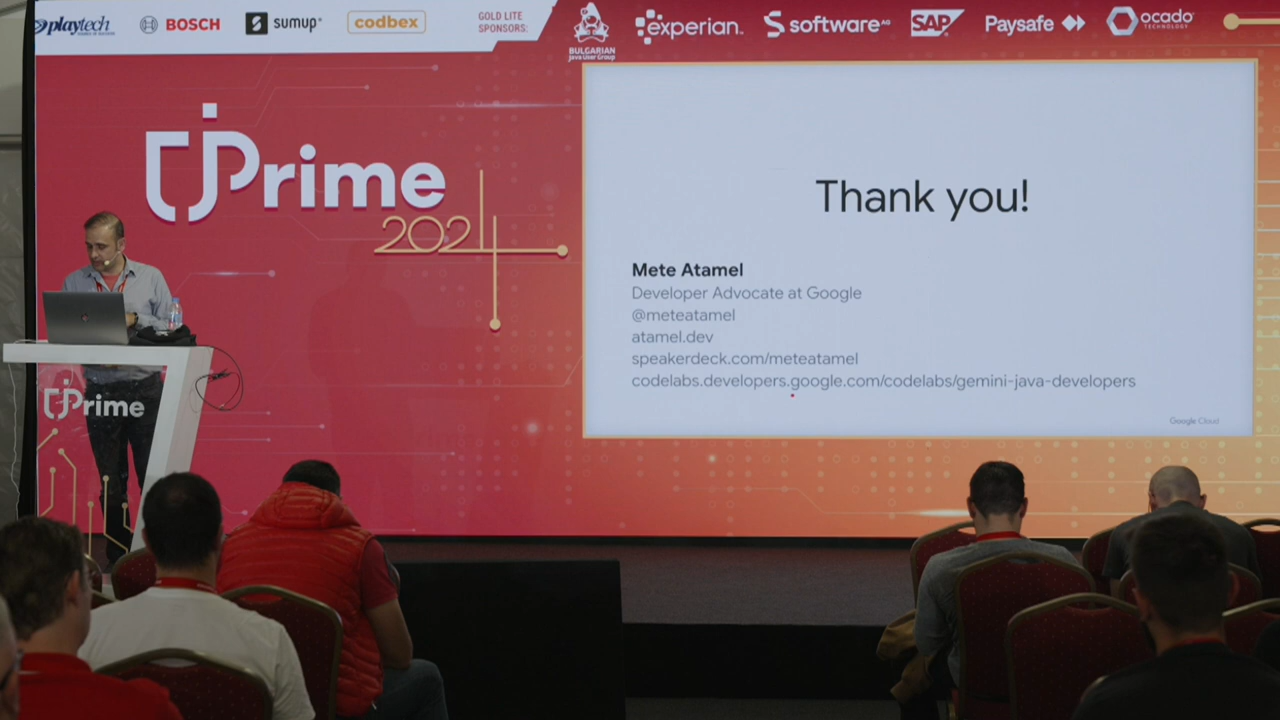 playtech
BOSCH
sumup
codbex
GOLD LITE
SPONSORS:
BULGARIAN
Java User Group
experian.
software AG
SAP
Paysafe
ocado
TECHNOLOGY
jPrime
2024
Thank you!
Mete Atamel
Developer Advocate at Google
@meteatamel
atamel.dev
speakerdeck.com/meteatamel
codelabs.developers.google.com/codelabs/gemini-java-developers
Google Cloud
jPrime